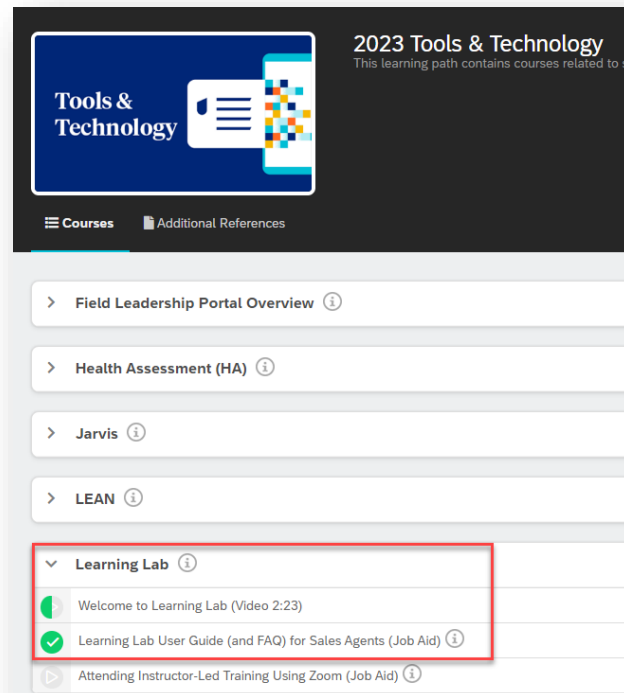 Tools &
Technology
2023 Tools & Technology
This learning path contains courses related to
Courses
Additional References
Field Leadership Portal Overview
Health Assessment (HA)
Jarvis
LEAN
Learning Lab
Welcome to Learning Lab (Video 2:23)
Learning Lab User Guide (and FAQ) for Sales Agents (Job Aid)
Attending Instructor-Led Training Using Zoom (Job Aid)